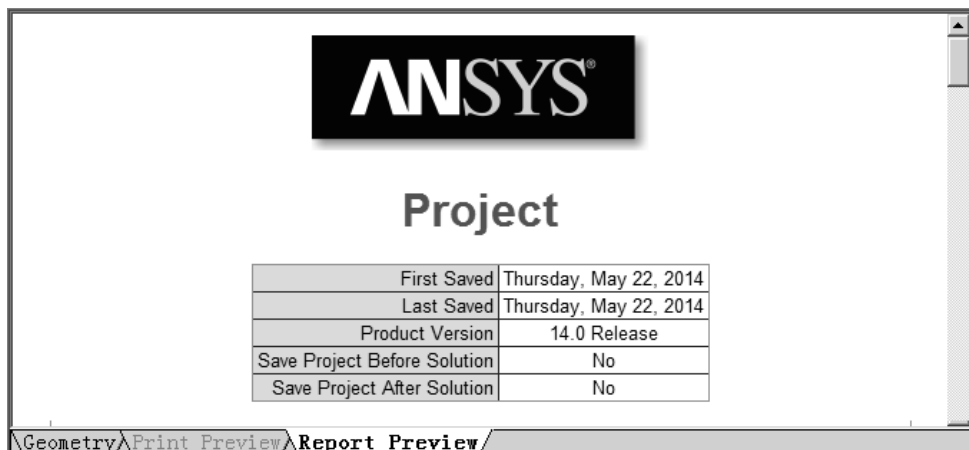 ANSYS®
Project
First Saved Thursday, May 22, 2014
Last Saved Thursday, May 22, 2014
Product Version 14.0 Release
Save Project Before Solution No
Save Project After Solution No
Geometry Print Preview Report Preview